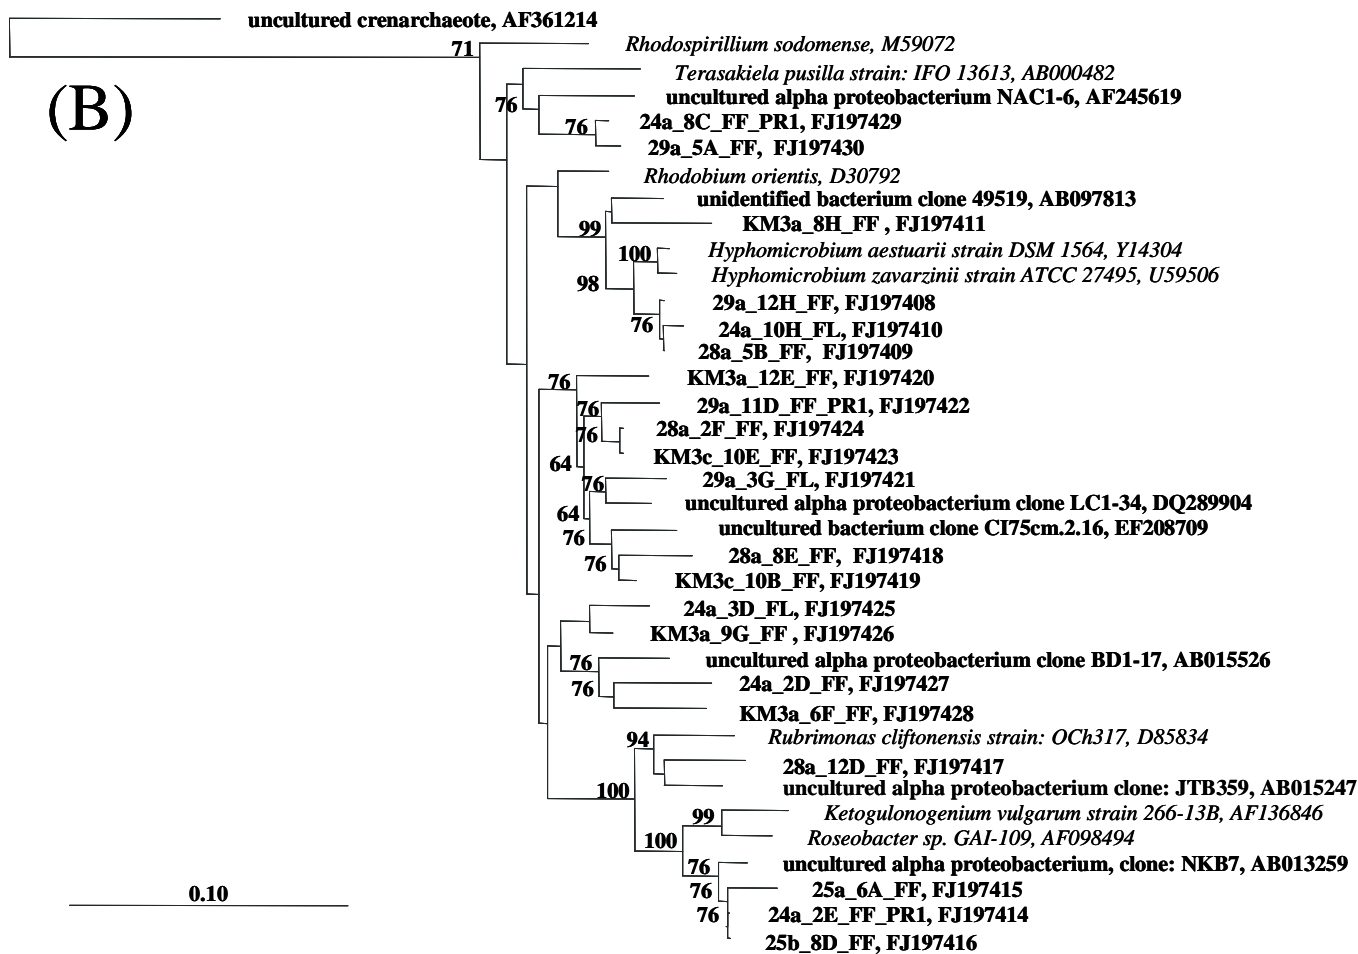 uncultured crenarchaeote, AF361214
71
Rhodospirillium sodomense, M59072
(B)
Terasakiela pusilla strain: IFO 13613, AB000482
76
uncultured alpha proteobacterium NAC1-6, AF245619
76
24a_8C_FF_PR1, FJ197429
29a_5A_FF, FJ197430
Rhodobium orientis, D30792
unidentified bacterium clone 49519, AB097813
99
KM3a_8H_FF , FJ197411
100
Hyphomicrobium aestuarii strain DSM 1564, Y14304
Hyphomicrobium zavarzinii strain ATCC 27495, U59506
98
29a_12H_FF, FJ197408
76
24a_10H_FL, FJ197410
28a_5B_FF, FJ197409
76
KM3a_12E_FF, FJ197420
76
29a_11D_FF_PR1, FJ197422
76
28a_2F_FF, FJ197424
KM3c_10E_FF, FJ197423
64
76
29a_3G_FL, FJ197421
uncultured alpha proteobacterium clone LC1-34, DQ289904
64
uncultured bacterium clone CI75cm.2.16, EF208709
76
28a_8E_FF, FJ197418
76
KM3c_10B_FF, FJ197419
24a_3D_FL, FJ197425
KM3a_9G_FF , FJ197426
76
uncultured alpha proteobacterium clone BD1-17, AB015526
76
24a_2D_FF, FJ197427
KM3a_6F_FF, FJ197428
94
Rubrimonas cliftonensis strain: OCh317, D85834
28a_12D_FF, FJ197417
100
uncultured alpha proteobacterium clone: JTB359, AB015247
99
Ketogulonogenium vulgarum strain 266-13B, AF136846
100
Roseobacter sp. GAI-109, AF098494
76
uncultured alpha proteobacterium, clone: NKB7, AB013259
76
25a_6A_FF, FJ197415
0.10
76
24a_2E_FF_PR1, FJ197414
25b_8D_FF, FJ197416